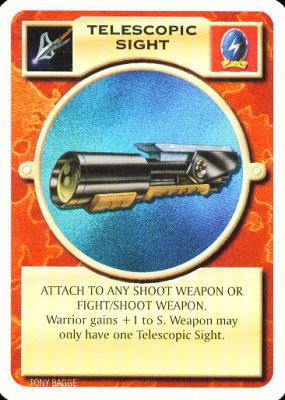 TELESCOPIC
SIGHT
ATTACH TO ANY SHOOT WEAPON OR
FIGHT/SHOOT WEAPON.
Warrior gains +1 to S. Weapon may
only have one Telescopic Sight.
TONY BAGGE